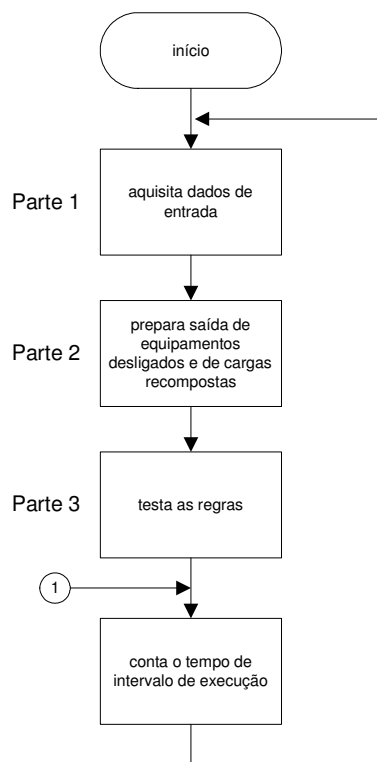 início
Parte 1
aquisita dados de
entrada
Parte 2
prepara saída de
equipamentos
desligados e de cargas
recompostas
Parte 3
testa as regras
1
conta o tempo de
intervalo de execução